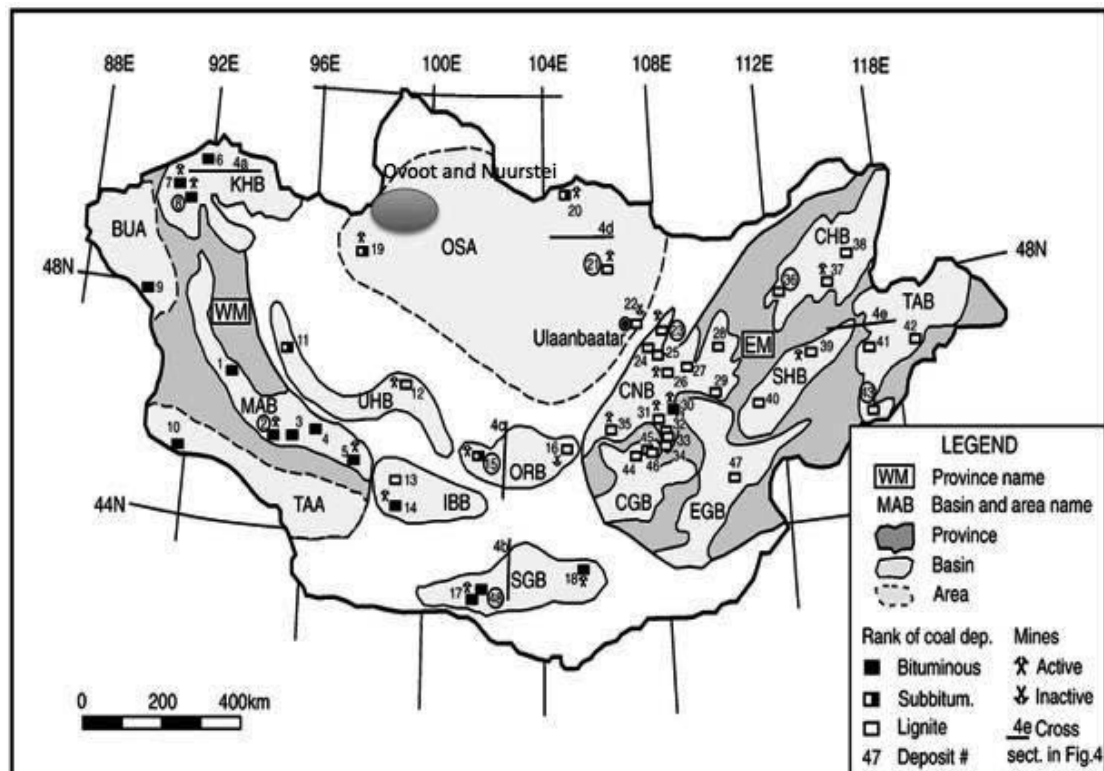 88E 92E 96E 100E 104E 108E 112E 118E
Ovoot and Nuurstei
6
4a
7
KHB
8
BUA
OSA
20
4d
19
21
CHB
38
37
36
48N
48N
9
WM
TAB
4e
22
Ulaanbaatar
23
24
25
28
EM
39
41
42
11
1
26
27
SHB
CNB
29
40
43
UHB
12
MAB
2
3
4
5
30
31
32
33
34
35
10
4a
15
16
ORB
45
44
46
47
13
14
IBB
TAA
44N
CGB
EGB
4b
SGB
17
48
18
0 200 400km
LEGEND
WM Province name
MAB Basin and area name
Province
Basin
Area
Rank of coal dep. Mines
Bituminous Active
Subbitum. Inactive
Lignite 4e Cross
47 Deposit # sect. in Fig.4